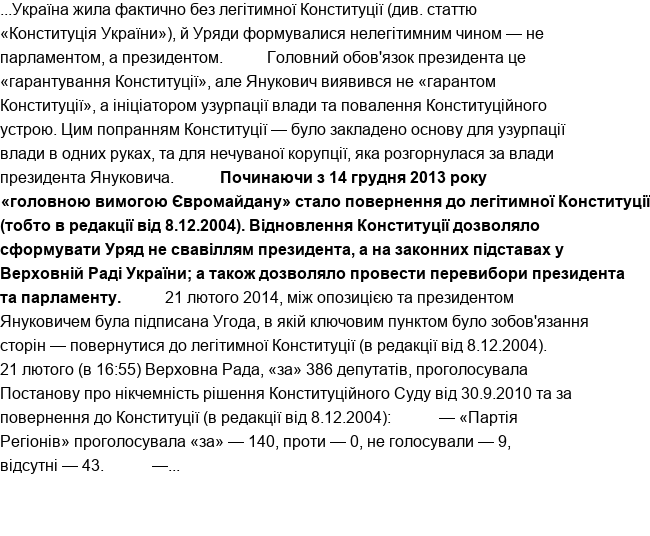 ...Україна жила фактично без легітимної Конституції (див. статтю
«Конституція України»), й Уряди формувалися нелегітимним чином — не
парламентом, а президентом. Головний обов'язок президента це
«гарантування Конституції», але Янукович виявився не «гарантом
Конституції», а ініціатором узурпації влади та повалення Конституційного
устрою. Цим попранням Конституції — було закладено основу для узурпації
влади в одних руках, та для нечуваної корупції, яка розгорнулася за влади
президента Януковича. Починаючи з 14 грудня 2013 року
«головною вимогою Євромайдану» стало повернення до легітимної Конституції
(тобто в редакції від 8.12.2004). Відновлення Конституції дозволяло
сформувати Уряд не свавіллям президента, а на законних підставах у
Верховній Раді України; а також дозволяло провести перевибори президента
та парламенту. 21 лютого 2014, між опозицією та президентом
Януковичем була підписана Угода, в якій ключовим пунктом було зобов'язання
сторін — повернутися до легітимної Конституції (в редакції від 8.12.2004).
21 лютого (в 16:55) Верховна Рада, «за» 386 депутатів, проголосувала
Постанову про нікчемність рішення Конституційного Суду від 30.9.2010 та за
повернення до Конституції (в редакції від 8.12.2004): — «Партія
Регіонів» проголосувала «за» — 140, проти — 0, не голосували — 9,
відсутні — 43. —...